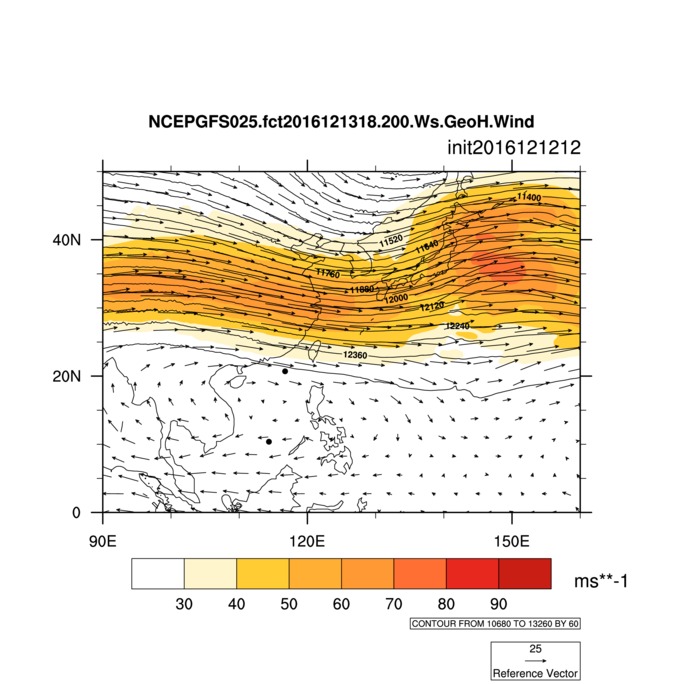 NCEPGFS025.fct2016121318.200.Ws.GeoH.Wind
init2016121212
11400
40N
11520
11640
11760
11880
12000
12120
12240
12360
20N
0
90E 120E 150E
30 40 50 60 70 80 90
ms**-1
CONTOUR FROM 10680 TO 13260 BY 60
25
Reference Vector